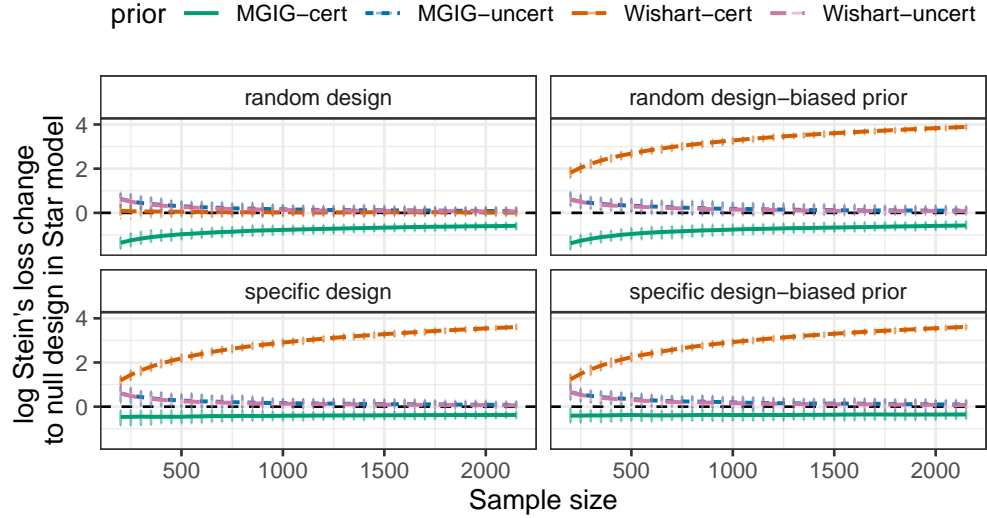 prior MGIG−cert MGIG−uncert Wishart−cert Wishart−uncert
log Stein's loss change
to null design in Star model
random design
random design−biased prior
4
2
0
specific design
specific design−biased prior
4
2
0
500 1000 1500 2000 500 1000 1500 2000
Sample size